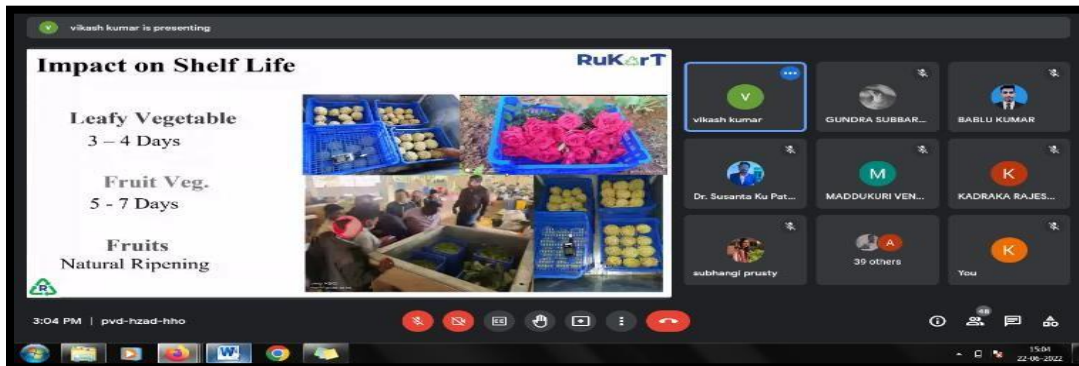 V
vikash kumar is presenting
Impact on Shelf Life
RuKarT
Leafy Vegetable
3 – 4 Days
Fruit Veg.
5 - 7 Days
Fruits
Natural Ripening
R
V
vikash kumar
GUNDRA SUBBAR...
BABLU KUMAR
Dr. Susanta Ku Pat...
M
MADDUKURI VEN...
K
KADRAKA RAJES...
subhangi prusty
A
39 others
K
You
3:04 PM | pvd-hzad-hho
CC
48
W
15:04
22-06-2022